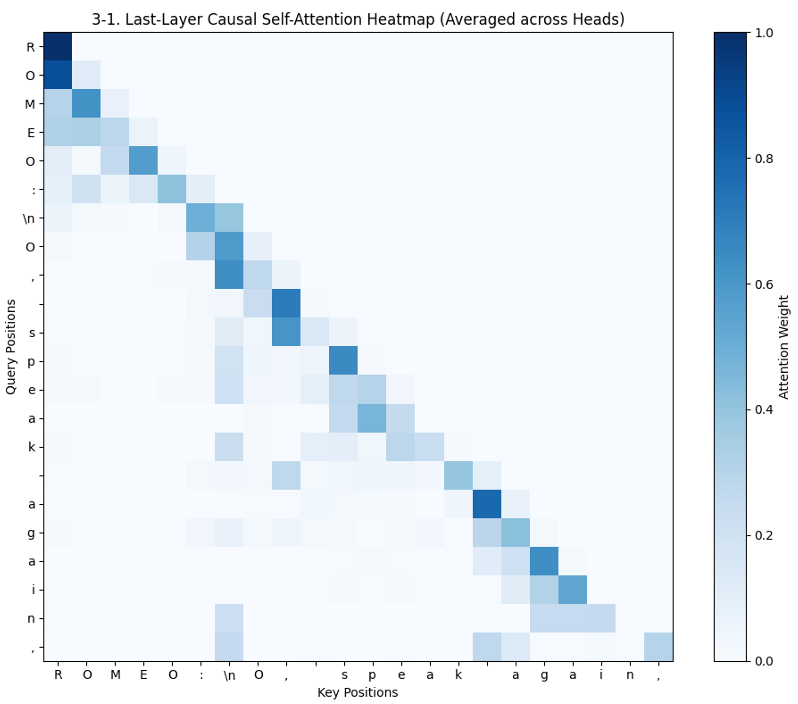 3-1. Last-Layer Causal Self-Attention Heatmap (Averaged across Heads)
R
O
M
E
O
:
\n
O
,
s
p
e
a
k
a
g
a
i
n
,
Query Positions
R O M E O : \n O , s p e a k a g a i n ,
Key Positions
1.0
0.8
0.6
0.4
0.2
0.0
Attention Weight